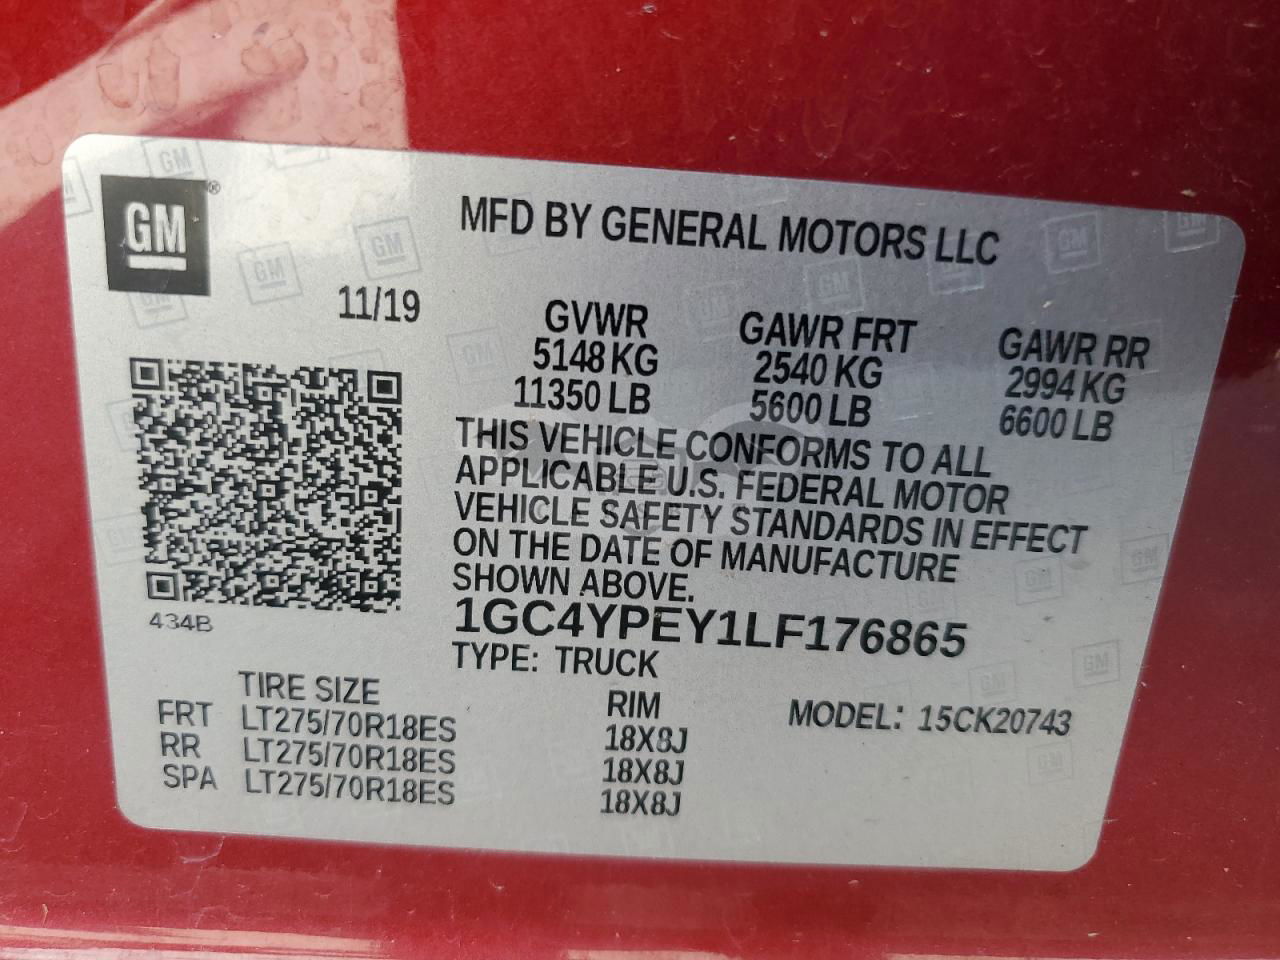 GM®
MFD BY GENERAL MOTORS LLC
11/19
GVWR GAWR FRT GAWR RR
5148 KG 2540 KG 2994 KG
11350 LB 5600 LB 6600 LB
THIS VEHICLE CONFORMS TO ALL
APPLICABLE U.S. FEDERAL MOTOR
VEHICLE SAFETY STANDARDS IN EFFECT
ON THE DATE OF MANUFACTURE
SHOWN ABOVE.
1GC4YPEY1LF176865
TYPE: TRUCK
434B
TIRE SIZE RIM MODEL: 15CK20743
FRT LT275/70R18ES 18X8J
RR LT275/70R18ES 18X8J
SPA LT275/70R18ES 18X8J